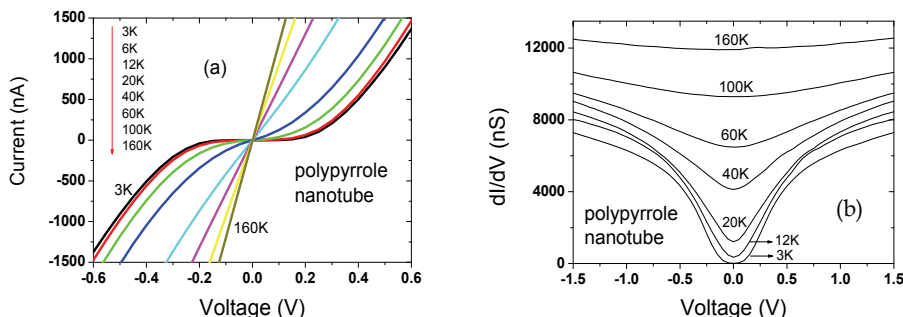 Current (nA)
1500
1000
500
0
-500
-1000
-1500
3K
6K
12K
20K
40K
60K
100K
160K
(a)
3K
160K
polypyrrole
nanotube
-0.6 -0.4 -0.2 0.0 0.2 0.4 0.6
Voltage (V)
dI/dV (nS)
12000
8000
4000
0
160K
100K
60K
40K
20K
12K
3K
polypyrrole
nanotube
(b)
-1.5 -1.0 -0.5 0.0 0.5 1.0 1.5
Voltage (V)